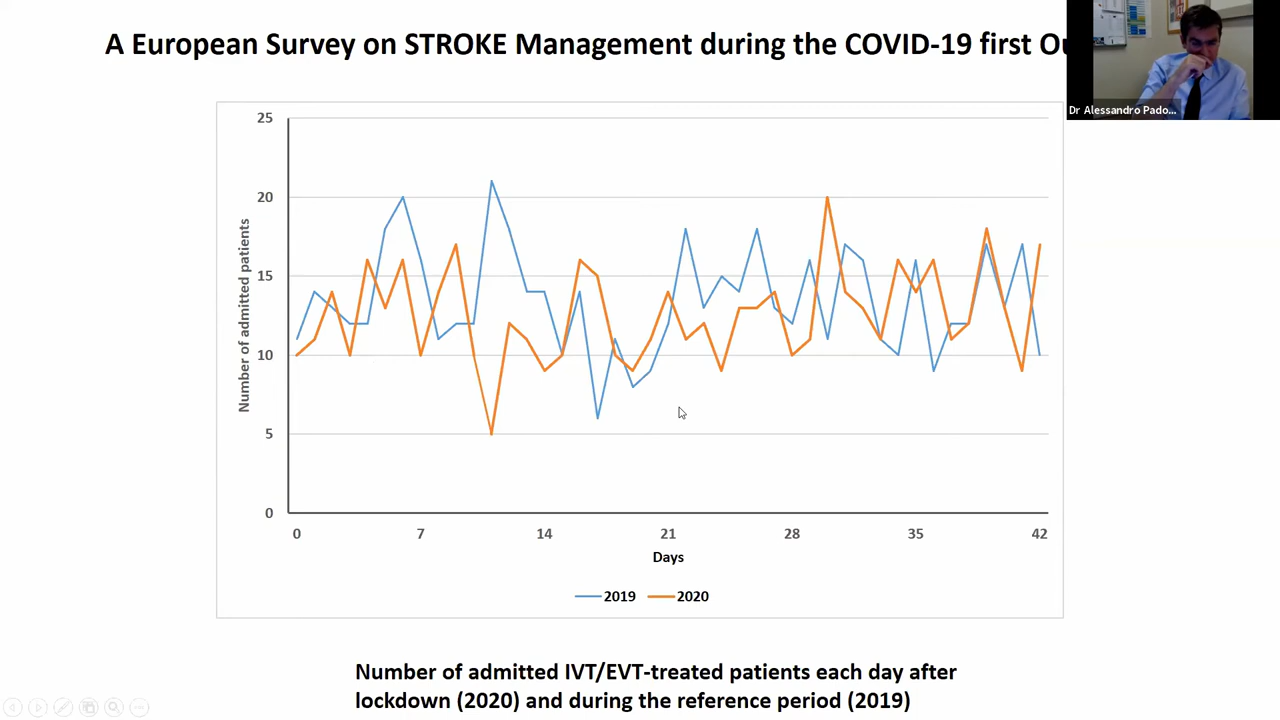 A European Survey on STROKE Management during the COVID-19 first
Dr Alessandro Pado...
25
20
15
10
5
0
Number of admitted patients
0 7 14 21 28 35 42
Days
2019 2020
Number of admitted IVT/EVT-treated patients each day after
lockdown (2020) and during the reference period (2019)